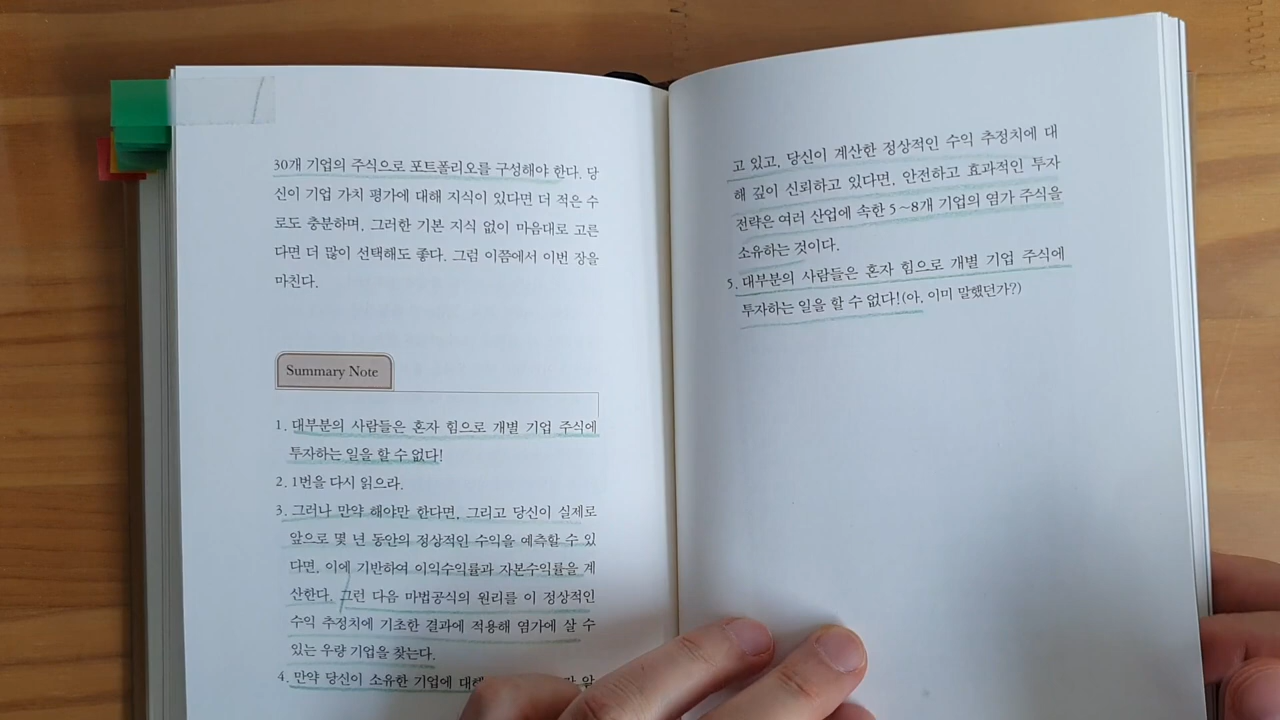 30개 기업의 주식으로 포트폴리오를 구성해야 한다. 당
신이 기업 가치 평가에 대해 지식이 있다면 더 적은 수
로도 충분하며, 그러한 기본 지식 없이 마음대로 고른
다면 더 많이 선택해도 좋다. 그럼 이쯤에서 이번 장을
마친다.
Summary Note
1. 대부분의 사람들은 혼자 힘으로 개별 기업 주식에
투자하는 일을 할 수 없다!
2. 1번을 다시 읽으라.
3. 그러나 만약 해야만 한다면, 그리고 당신이 실제로
앞으로 몇 년 동안의 정상적인 수익을 예측할 수 있
다면, 이에 기반하여 이익수익률과 자본수익률을 계
산한다. 그런 다음 마법공식의 원리를 이 정상적인
수익 추정치에 기초한 결과에 적용해 염가에 살 수
있는 우량 기업을 찾는다.
4. 만약 당신이 소유한 기업에 대해 알
고 있고, 당신이 계산한 정상적인 수익 추정치에 대
해 깊이 신뢰하고 있다면, 안전하고 효과적인 투자
전략은 여러 산업에 속한 5~8개 기업의 염가 주식을
소유하는 것이다.
5. 대부분의 사람들은 혼자 힘으로 개별 기업 주식에
투자하는 일을 할 수 없다!(아, 이미 말했던가?)